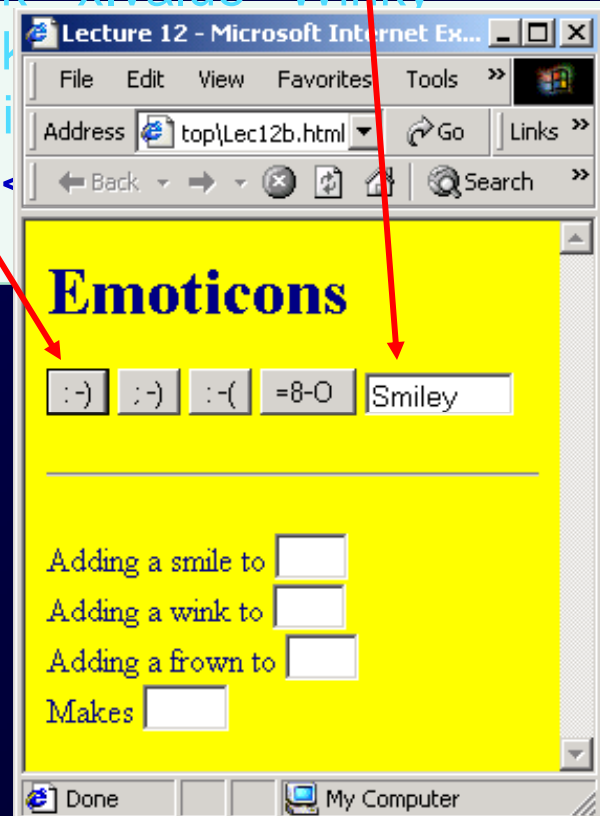 Lecture 12 - Microsoft Internet Ex...
File Edit View Favorites Tools »
Address top\Lec12b.html Go Links »
Back Search »
Emoticons
:-) ;-) :-( =8-O Smiley
Adding a smile to
Adding a wink to
Adding a frown to
Makes
Done My Computer